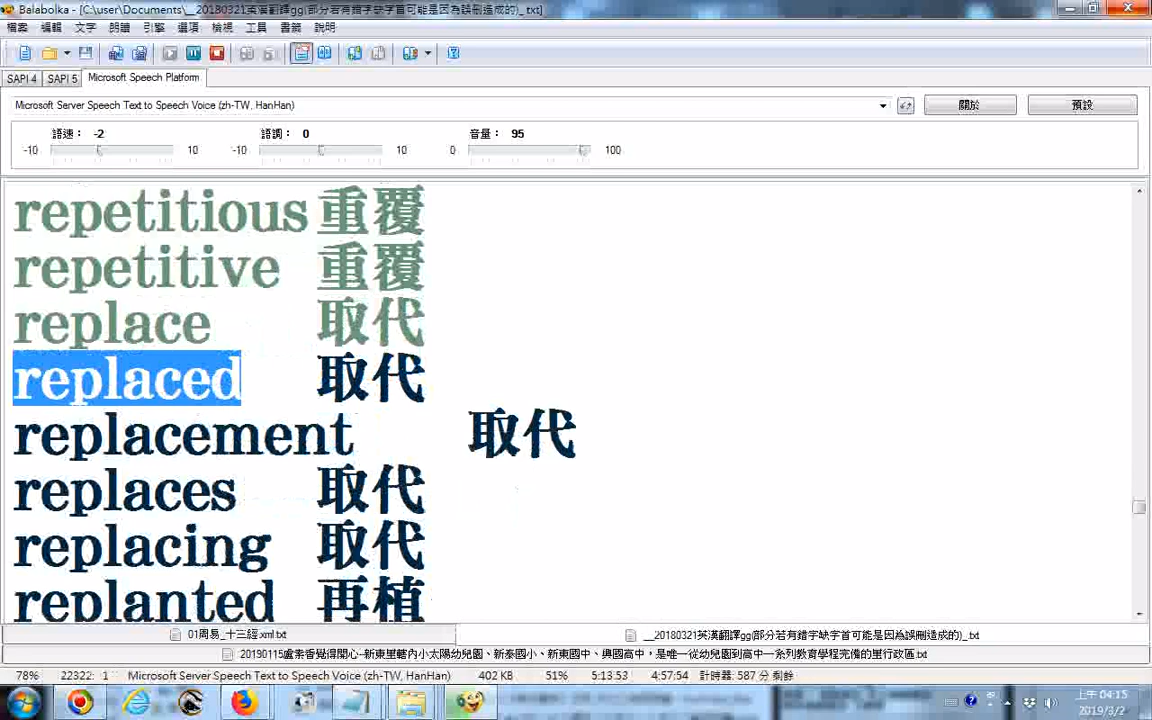 Balabolka - [C:\user\Documents\__20180321英漢翻譯gg(部分若有錯字缺字首可能是因為誤刪造成的)_.txt]
檔案 編輯 文字 朗讀 引擎 選項 檢視 工具 書籤 說明
SAPI 4 SAPI 5 Microsoft Speech Platform
Microsoft Server Speech Text to Speech Voice (zh-TW, HanHan) 關於 預設
語速： -2 語調： 0 音量： 95
-10 10 -10 10 0 100
repetitious 重覆
repetitive 重覆
replace 取代
replaced 取代
replacement 取代
replaces 取代
replacing 取代
replanted 再植
01周易_十三經.xml.txt __20180321英漢翻譯gg(部分若有錯字缺字首可能是因為誤刪造成的)_.txt
20190115盧素香覺得開心--新東里轄內小太陽幼兒園、新泰國小、新東國中、興國高中，是唯一從幼兒園到高中一系列教育學程完備的里行政區.txt
78% 22322: 1 Microsoft Server Speech Text to Speech Voice (zh-TW, HanHan) 402 KB 51% 5:13:53 4:57:54 計時器: 587 分 剩餘
上午 04:15
2019/3/2